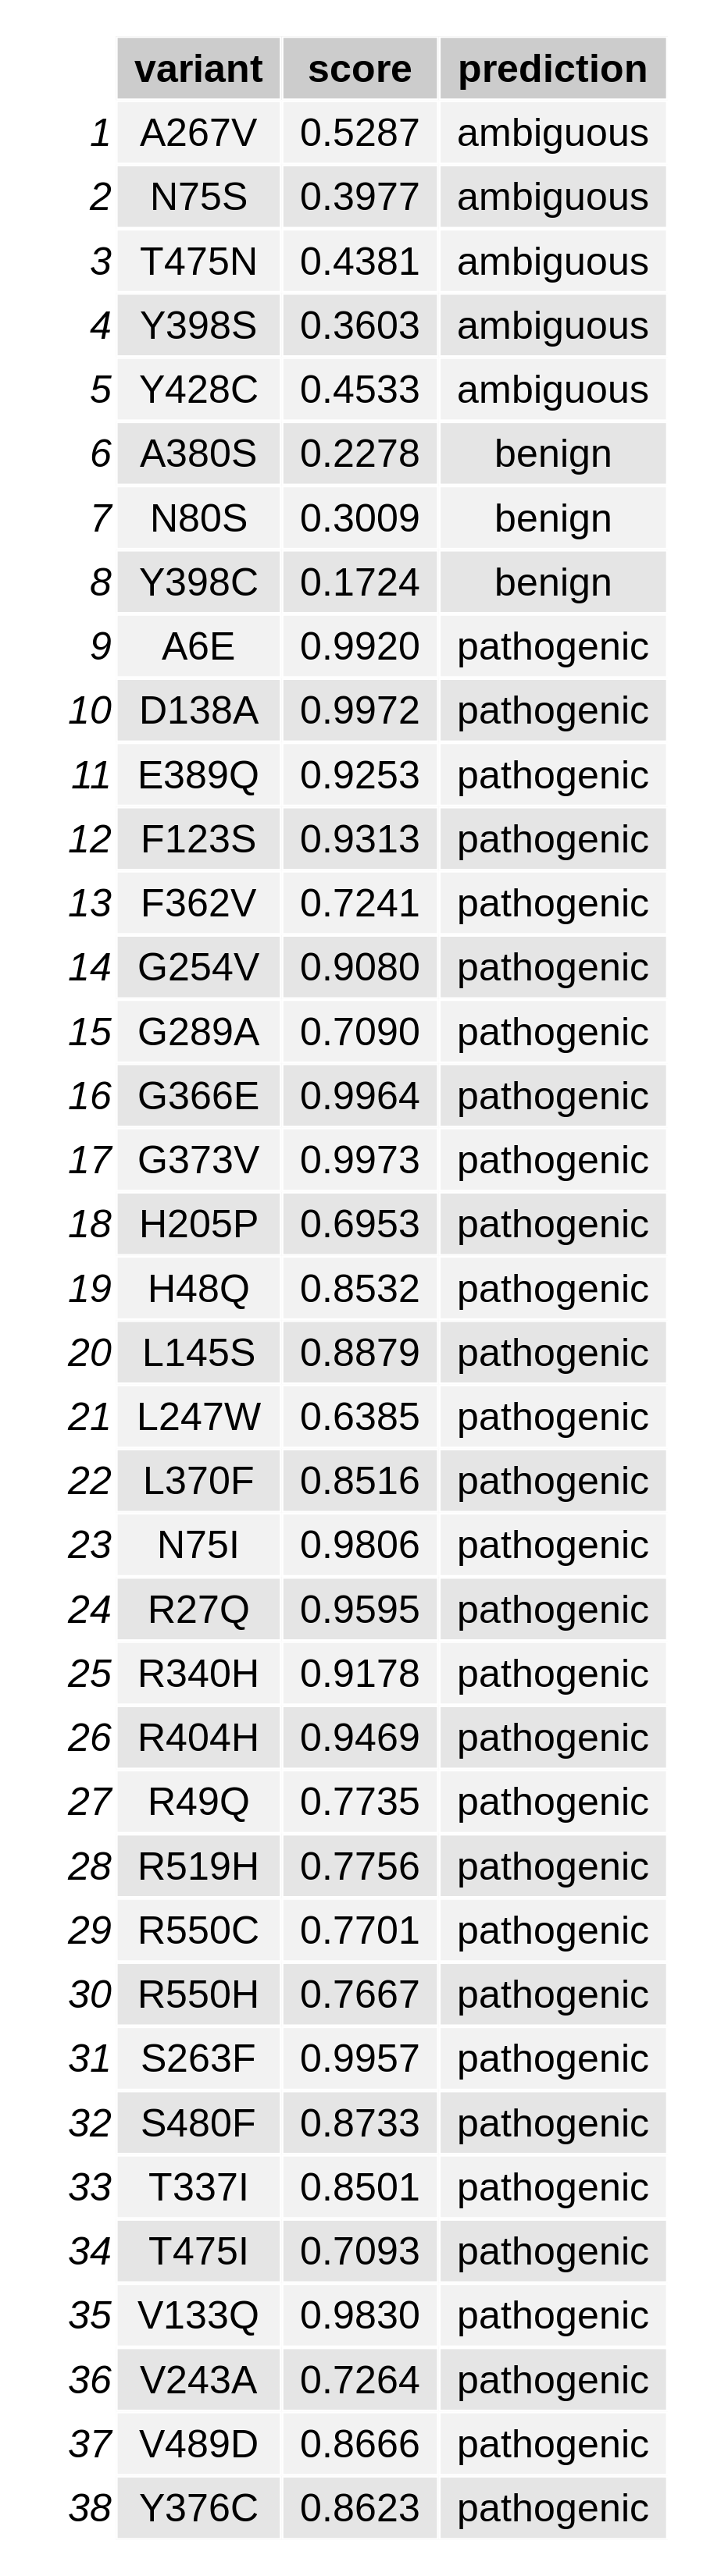 variant score prediction
1 A267V 0.5287 ambiguous
2 N75S 0.3977 ambiguous
3 T475N 0.4381 ambiguous
4 Y398S 0.3603 ambiguous
5 Y428C 0.4533 ambiguous
6 A380S 0.2278 benign
7 N80S 0.3009 benign
8 Y398C 0.1724 benign
9 A6E 0.9920 pathogenic
10 D138A 0.9972 pathogenic
11 E389Q 0.9253 pathogenic
12 F123S 0.9313 pathogenic
13 F362V 0.7241 pathogenic
14 G254V 0.9080 pathogenic
15 G289A 0.7090 pathogenic
16 G366E 0.9964 pathogenic
17 G373V 0.9973 pathogenic
18 H205P 0.6953 pathogenic
19 H48Q 0.8532 pathogenic
20 L145S 0.8879 pathogenic
21 L247W 0.6385 pathogenic
22 L370F 0.8516 pathogenic
23 N75I 0.9806 pathogenic
24 R27Q 0.9595 pathogenic
25 R340H 0.9178 pathogenic
26 R404H 0.9469 pathogenic
27 R49Q 0.7735 pathogenic
28 R519H 0.7756 pathogenic
29 R550C 0.7701 pathogenic
30 R550H 0.7667 pathogenic
31 S263F 0.9957 pathogenic
32 S480F 0.8733 pathogenic
33 T337I 0.8501 pathogenic
34 T475I 0.7093 pathogenic
35 V133Q 0.9830 pathogenic
36 V243A 0.7264 pathogenic
37 V489D 0.8666 pathogenic
38 Y376C 0.8623 pathogenic